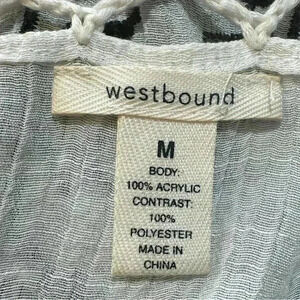 westbound
M
BODY:
100% ACRYLIC
CONTRAST:
100%
POLYESTER
MADE IN
CHINA